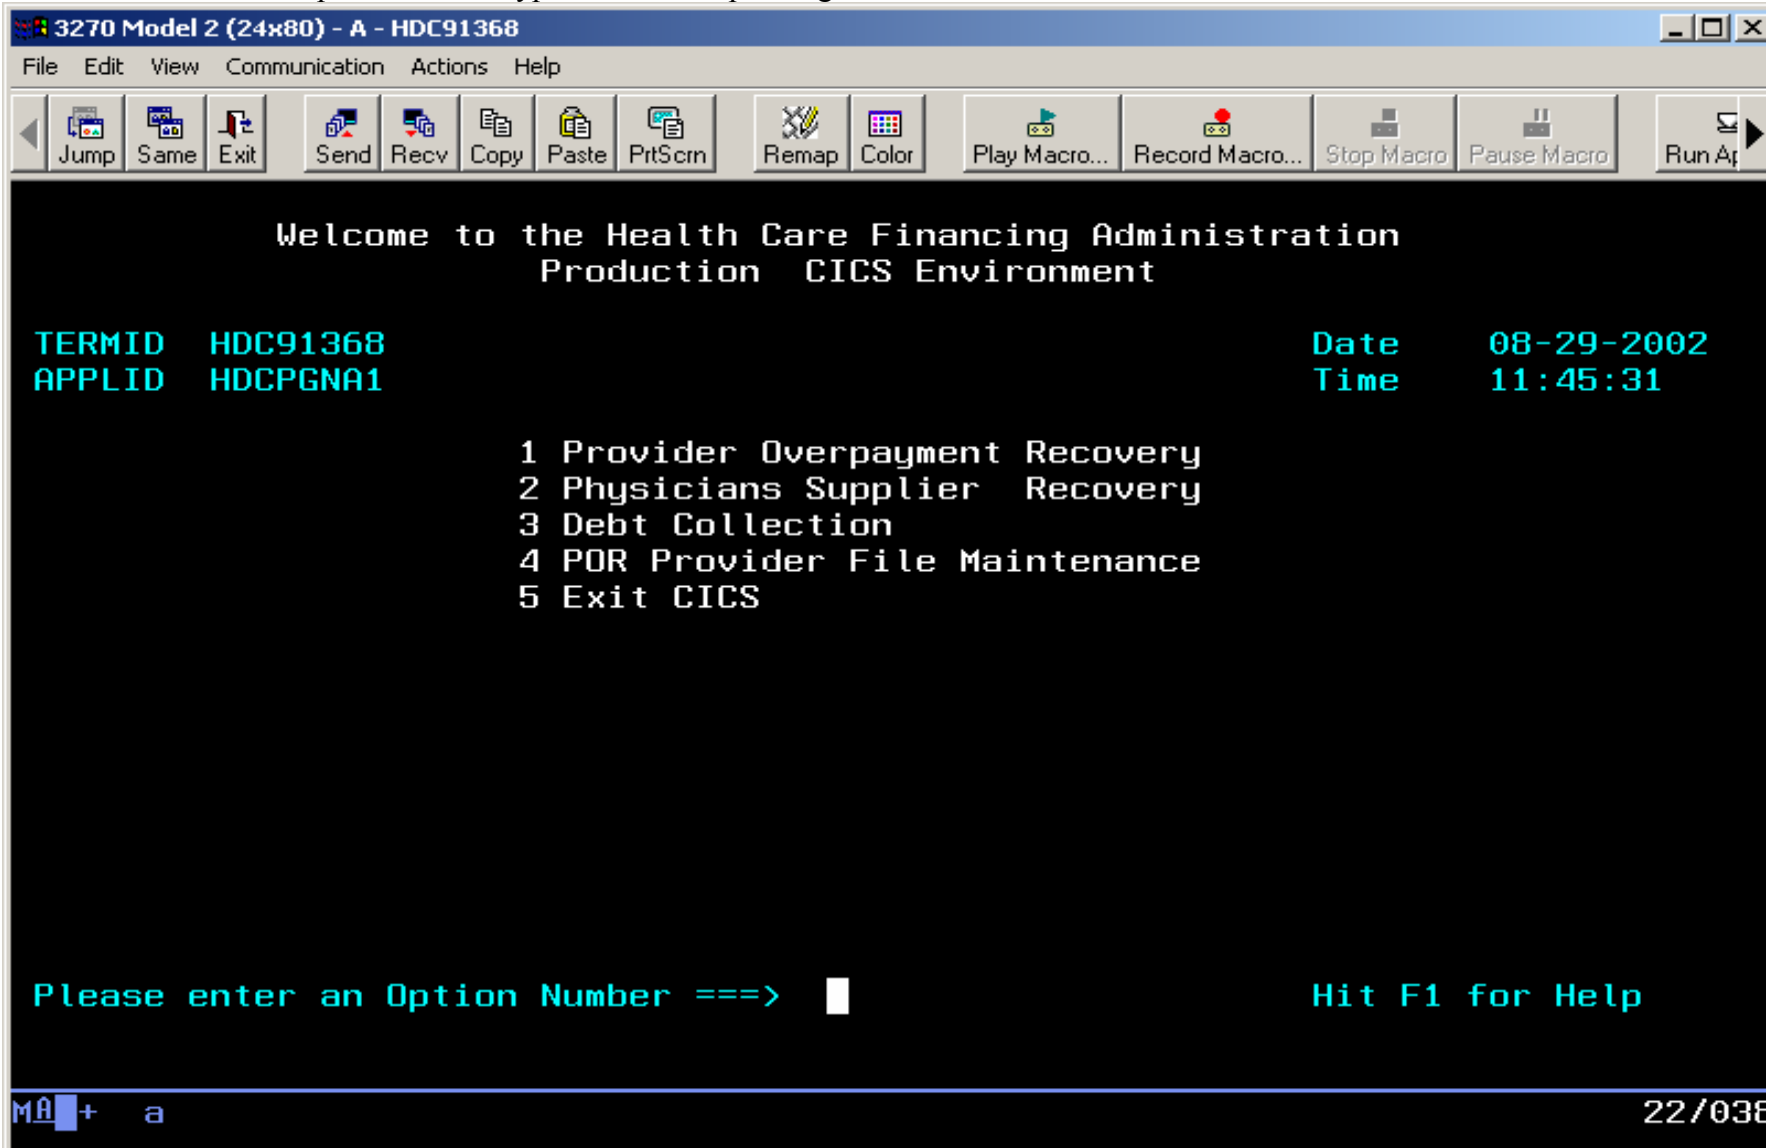 3270 Model 2 (24x80) - A - HDC91368
File Edit View Communication Actions Help
Jump Same Exit Send Recv Copy Paste PrtScrn Remap Color Play Macro... Record Macro... Stop Macro Pause Macro Run
Welcome to the Health Care Financing Administration
Production CICS Environment
TERMID HDC91368 Date 08-29-2002
APPLID HDCPGNA1 Time 11:45:31
1 Provider Overpayment Recovery
2 Physicians Supplier Recovery
3 Debt Collection
4 POR Provider File Maintenance
5 Exit CICS
Please enter an Option Number ===> Hit F1 for Help
MA + a 22/038